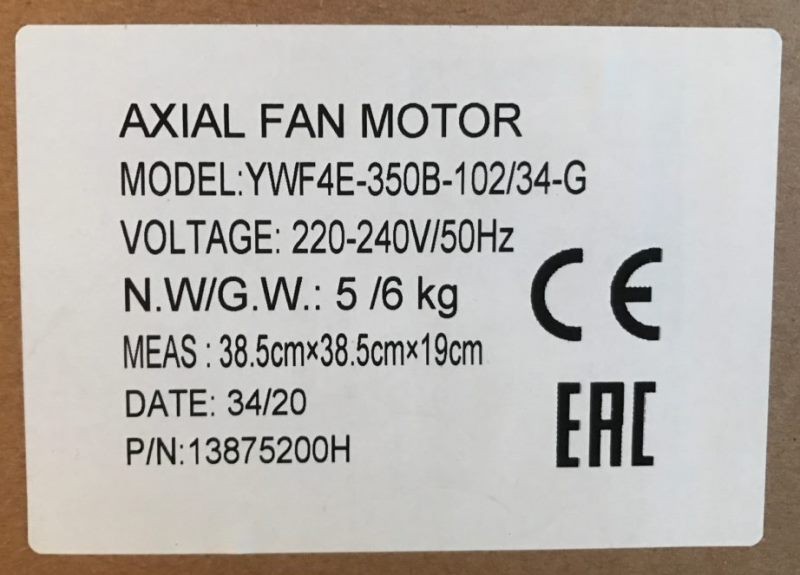 AXIAL FAN MOTOR
MODEL:YWF4E-350B-102/34-G
VOLTAGE: 220-240V/50Hz
N.W/G.W.: 5 /6 kg
MEAS : 38.5cm×38.5cm×19cm
DATE: 34/20
P/N:13875200H
CE
EAC